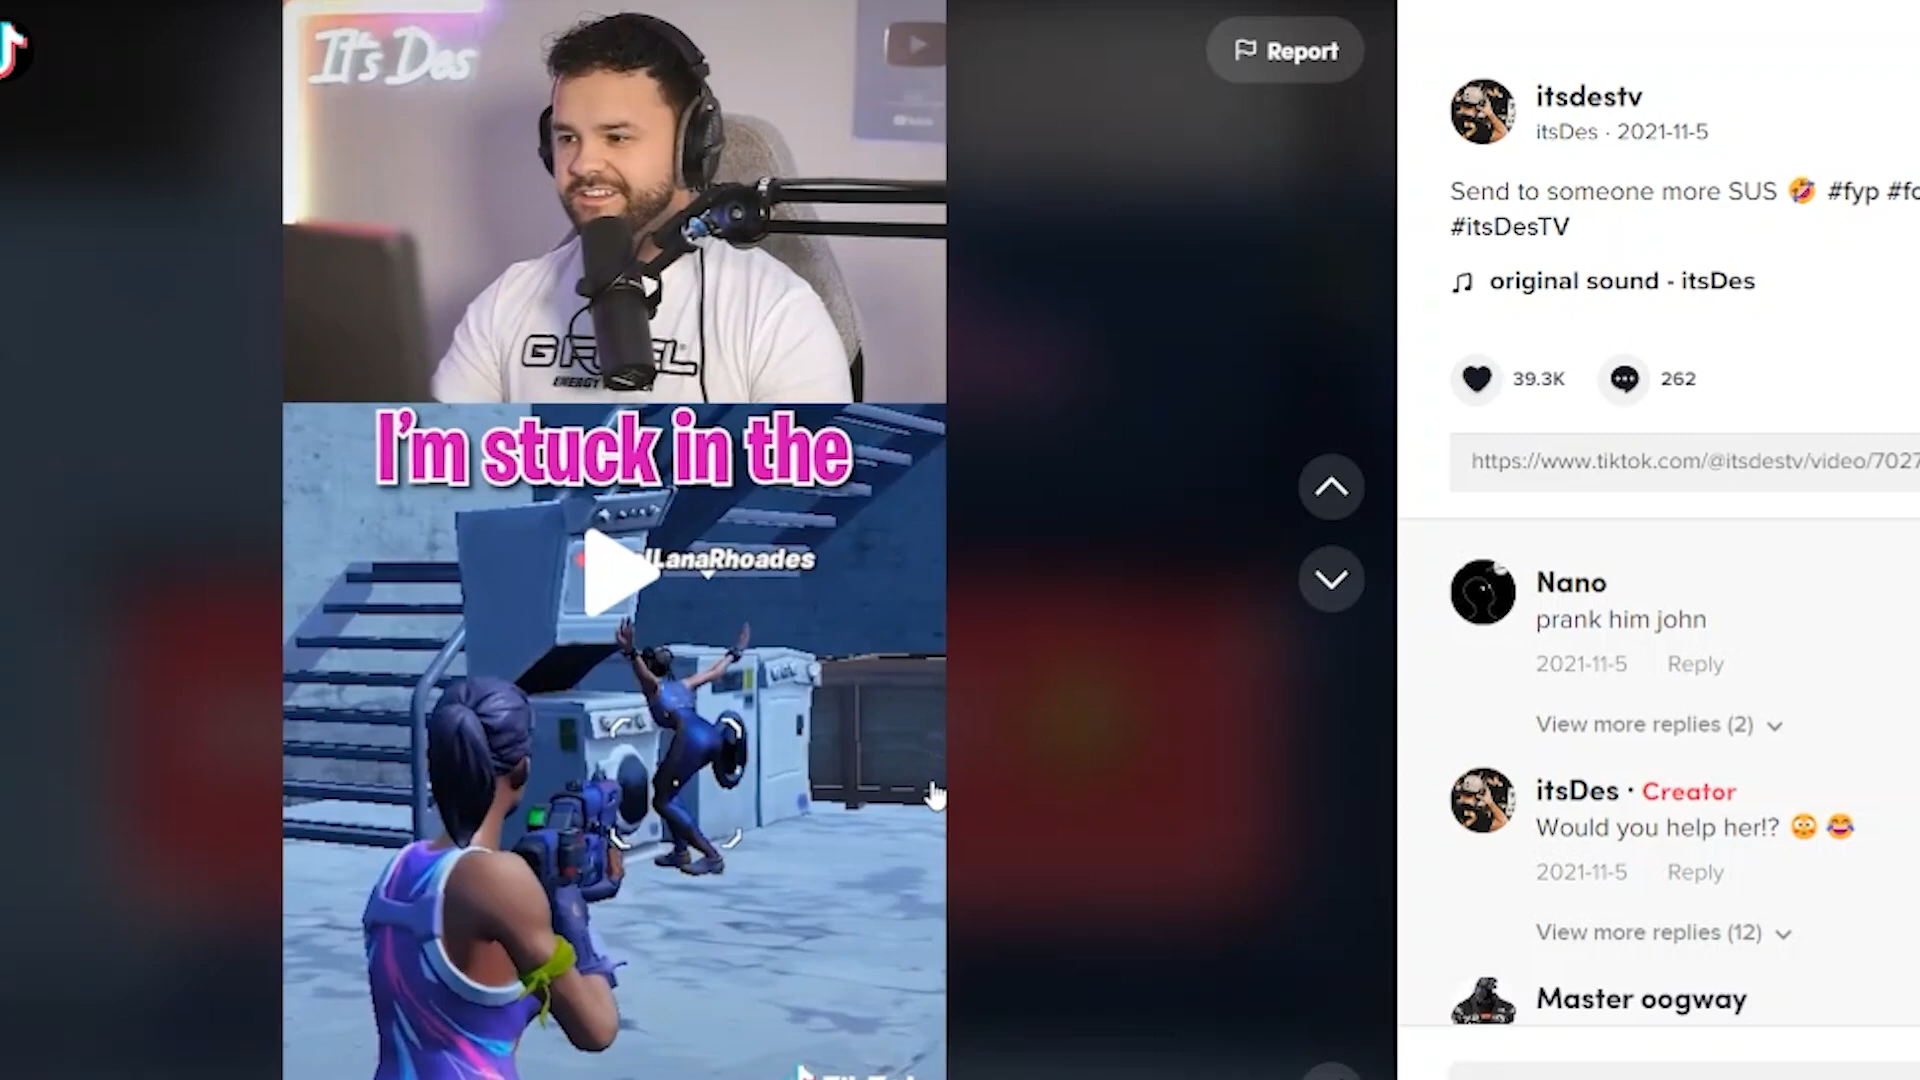 It's Des
Report
GFUEL
ENERGY
I'm stuck in the
LanaRhoades
itsdestv
itsDes · 2021-11-5
Send to someone more SUS 🤣 #fyp
#itsDesTV
original sound - itsDes
39.3K
262
https://www.tiktok.com/@itsdestv/video/7027
Nano
prank him john
2021-11-5 Reply
View more replies (2)
itsDes · Creator
Would you help her!? 😳 😂
2021-11-5 Reply
View more replies (12)
Master oogway